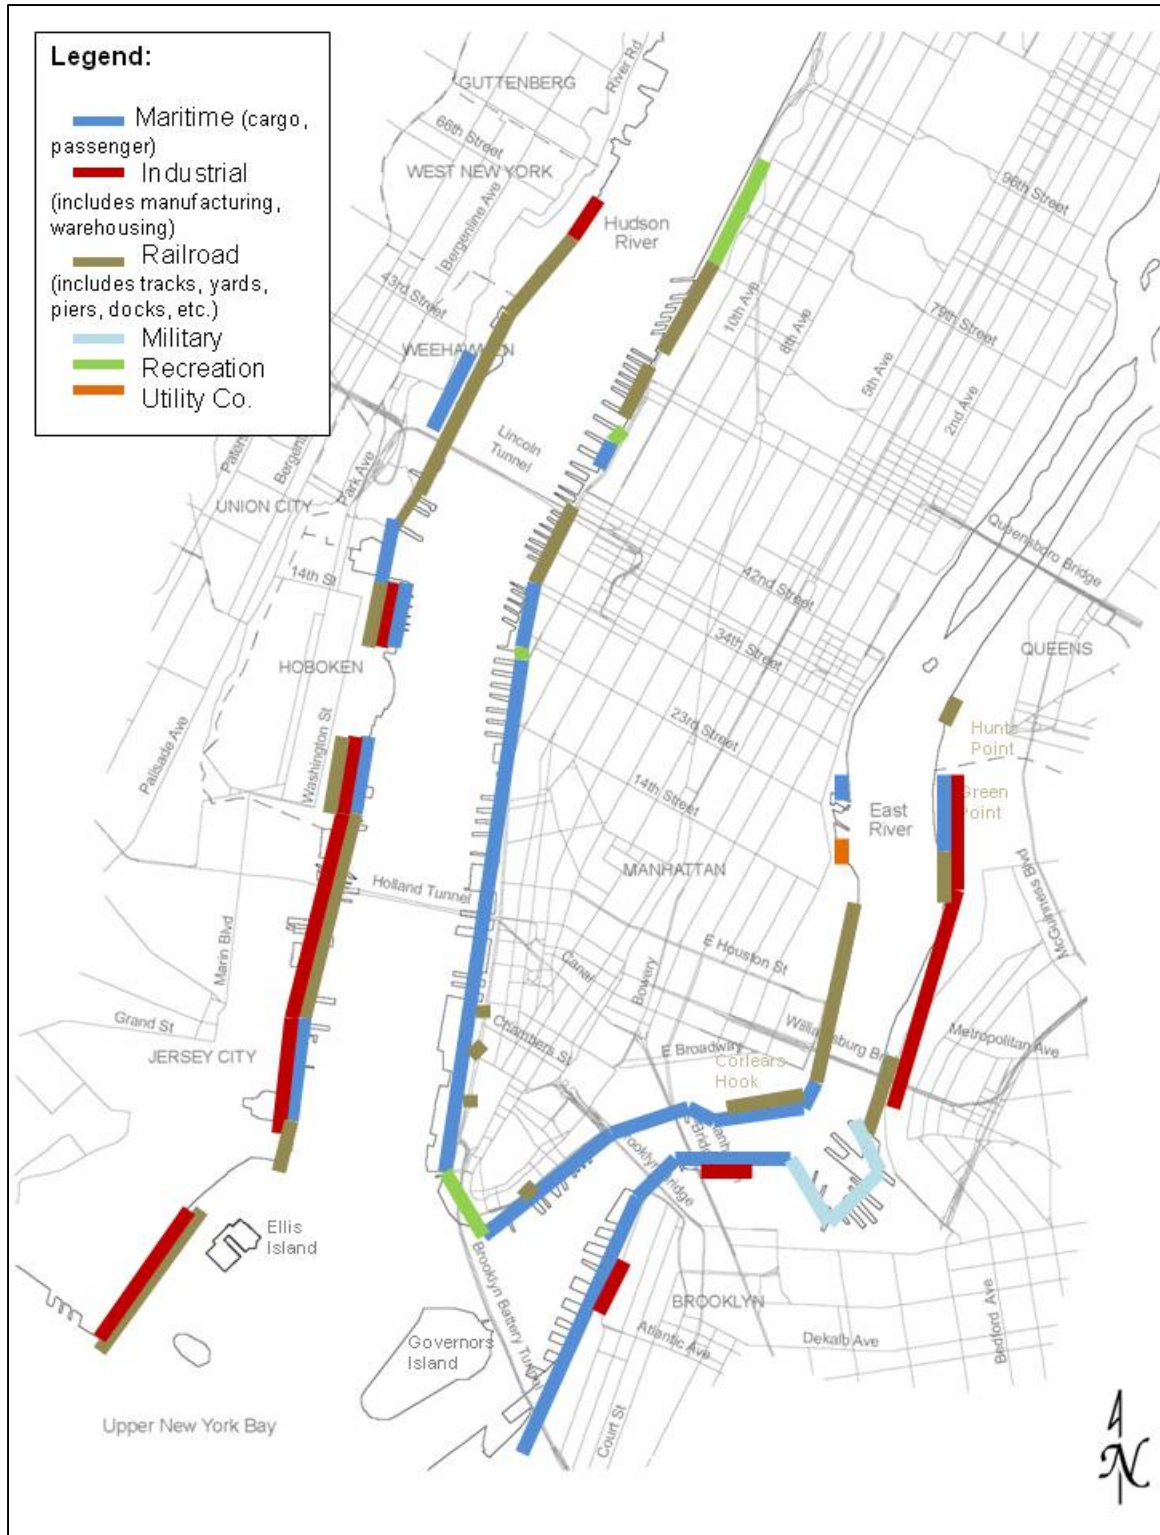 Legend:
Maritime (cargo,
passenger)
Industrial
(includes manufacturing,
warehousing)
Railroad
(includes tracks, yards,
piers, docks, etc.)
Military
Recreation
Utility Co.
GUTTENBERG
River Rd
66th Street
WEST NEW YORK
Bergenline Ave
Hudson
River
96th Street
43rd Street
10th Ave
8th Ave
79th Street
WEEHAWKEN
5th Ave
2nd Ave
Lincoln
Tunnel
Park Ave
UNION CITY
Queensboro Bridge
14th St
42nd Street
HOBOKEN
34th Street
QUEENS
Palisade Ave
Washington St
23rd Street
Hunts
Point
14th Street
Green
Point
East
River
MANHATTAN
Holland Tunnel
McGuinness Blvd
Marin Blvd
E Houston St
Canal
Bowery
Grand St
Chambers St
Williamsburg
Metropolitan Ave
JERSEY CITY
E Broadway
Corlears
Hook
Ellis
Island
Brooklyn Battery Tunnel
BROOKLYN
Governors
Island
Atlantic Ave
Dekalb Ave
Bedford Ave
Court St
Upper New York Bay
N